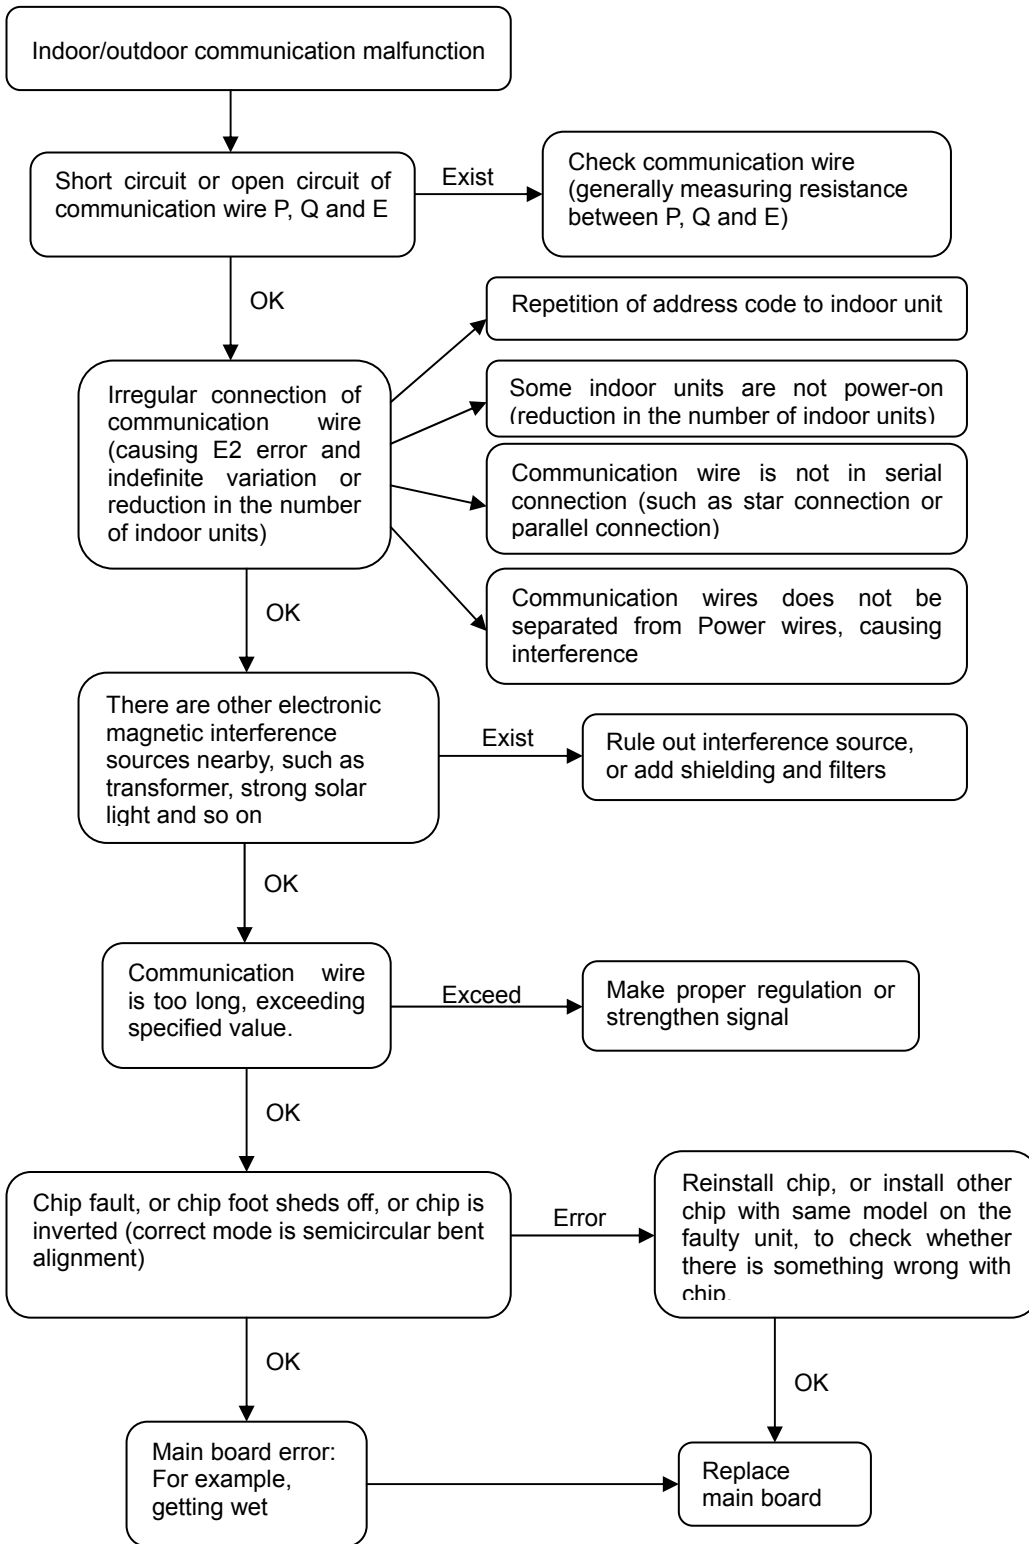 Indoor/outdoor communication malfunction
Short circuit or open circuit of
communication wire P, Q and E
Exist
Check communication wire
(generally measuring resistance
between P, Q and E)
OK
Repetition of address code to indoor unit
Irregular connection of
communication wire
(causing E2 error and
indefinite variation or
reduction in the number
of indoor units)
Some indoor units are not power-on
(reduction in the number of indoor units)
Communication wire is not in serial
connection (such as star connection or
parallel connection)
Communication wires does not be
separated from Power wires, causing
interference
OK
There are other electronic
magnetic interference
sources nearby, such as
transformer, strong solar
light and so on
Exist
Rule out interference source,
or add shielding and filters
OK
Communication wire
is too long, exceeding
specified value.
Exceed
Make proper regulation or
strengthen signal
OK
Chip fault, or chip foot sheds off, or chip is
inverted (correct mode is semicircular bent
alignment)
Error
Reinstall chip, or install other
chip with same model on the
faulty unit, to check whether
there is something wrong with
chip.
OK
OK
Main board error:
For example,
getting wet
Replace
main board